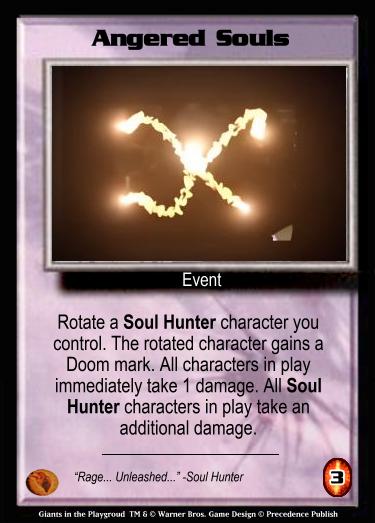 Angered Souls
Event
Rotate a Soul Hunter character you
control. The rotated character gains a
Doom mark. All characters in play
immediately take 1 damage. All Soul
Hunter characters in play take an
additional damage.
"Rage... Unleashed..." -Soul Hunter
3
Giants in the Playgroud TM & © Warner Bros. Game Design © Precedence Publish